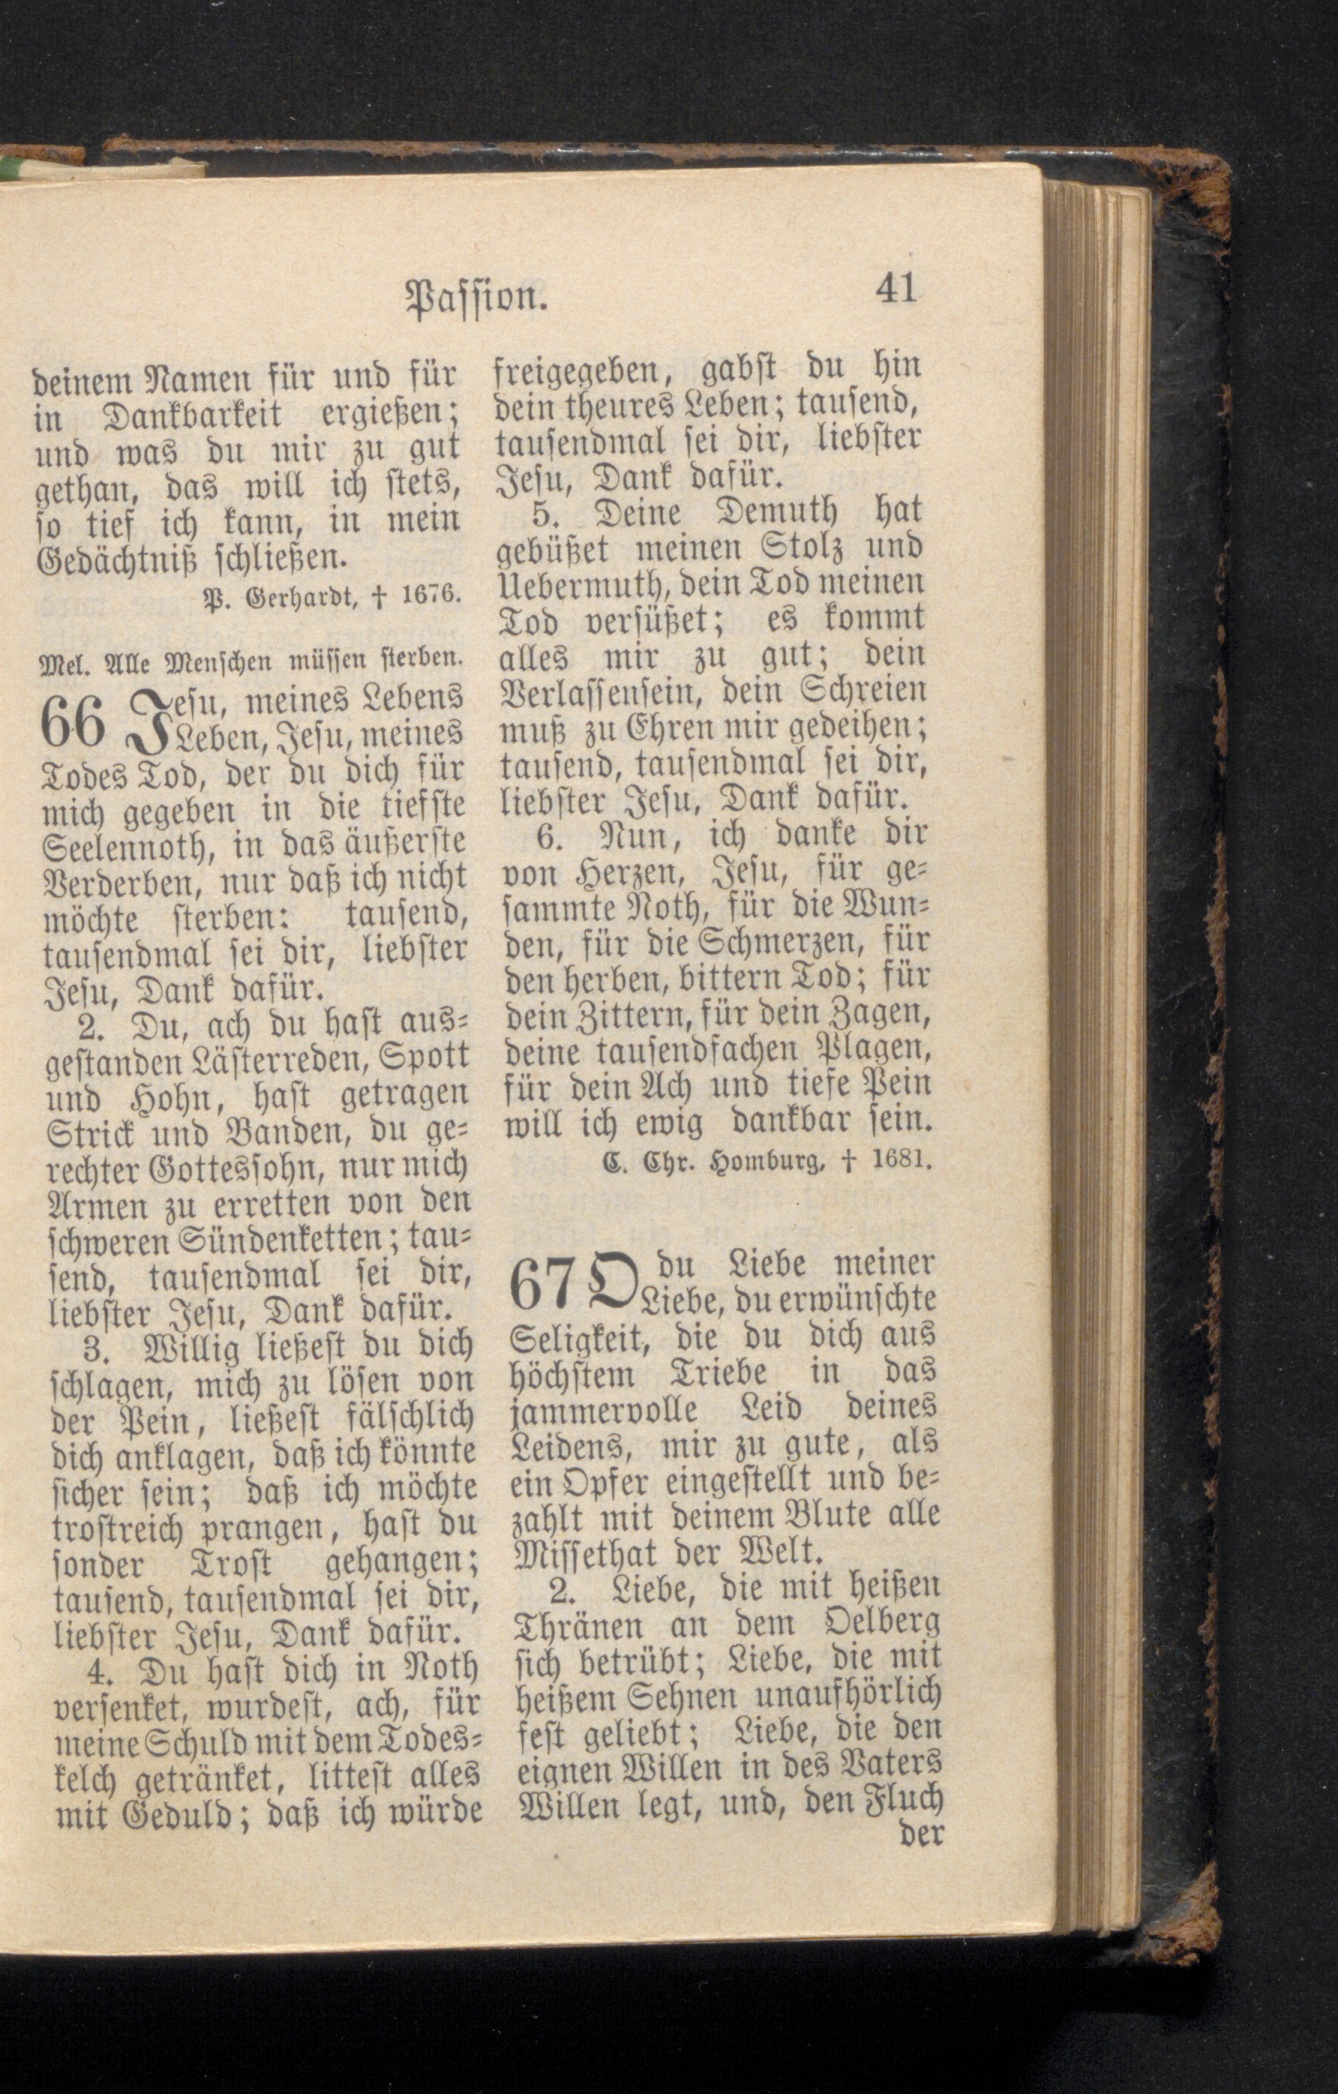 Passion. 41
deinem Namen für und für
in Dankbarkeit ergießen;
und was du mir zu gut
gethan, das will ich stets,
so tief ich kann, in mein
Gedächtniß schließen.
P. Gerhardt, † 1676.
Mel. Alle Menschen müssen sterben.
66 Jesu, meines Lebens
Leben, Jesu, meines
Todes Tod, der du dich für
mich gegeben in die tiefste
Seelennoth, in das äußerste
Verderben, nur daß ich nicht
möchte sterben: tausend,
tausendmal sei dir, liebster
Jesu, Dank dafür.
2. Du, ach du hast aus-
gestanden Lästerreden, Spott
und Hohn, hast getragen
Strick und Banden, du ge-
rechter Gottessohn, nur mich
Armen zu erretten von den
schweren Sündenketten; tau-
send, tausendmal sei dir,
liebster Jesu, Dank dafür.
3. Willig ließest du dich
schlagen, mich zu lösen von
der Pein, ließest fälschlich
dich anklagen, daß ich könnte
sicher sein; daß ich möchte
trostreich prangen, hast du
sonder Trost gehangen;
tausend, tausendmal sei dir,
liebster Jesu, Dank dafür.
4. Du hast dich in Noth
versenket, wurdest, ach, für
meine Schuld mit dem Todes-
kelch getränket, littest alles
mit Geduld; daß ich würde
freigegeben, gabst du hin
dein theures Leben; tausend,
tausendmal sei dir, liebster
Jesu, Dank dafür.
5. Deine Demuth hat
gebüßet meinen Stolz und
Uebermuth, dein Tod meinen
Tod versüßet; es kommt
alles mir zu gut; dein
Verlassensein, dein Schreien
muß zu Ehren mir gedeihen;
tausend, tausendmal sei dir,
liebster Jesu, Dank dafür.
6. Nun, ich danke dir
von Herzen, Jesu, für ge-
sammte Noth, für die Wun-
den, für die Schmerzen, für
den herben, bittern Tod; für
dein Zittern, für dein Zagen,
deine tausendfachen Plagen,
für dein Ach und tiefe Pein
will ich ewig dankbar sein.
C. Chr. Homburg, † 1681.
67 O du Liebe meiner
Liebe, du erwünschte
Seligkeit, die du dich aus
höchstem Triebe in das
jammervolle Leid deines
Leidens, mir zu gute, als
ein Opfer eingestellt und be-
zahlt mit deinem Blute alle
Missethat der Welt.
2. Liebe, die mit heißen
Thränen an dem Oelberg
sich betrübt; Liebe, die mit
heißem Sehnen unaufhörlich
fest geliebt; Liebe, die den
eignen Willen in des Vaters
Willen legt, und, den Fluch
der